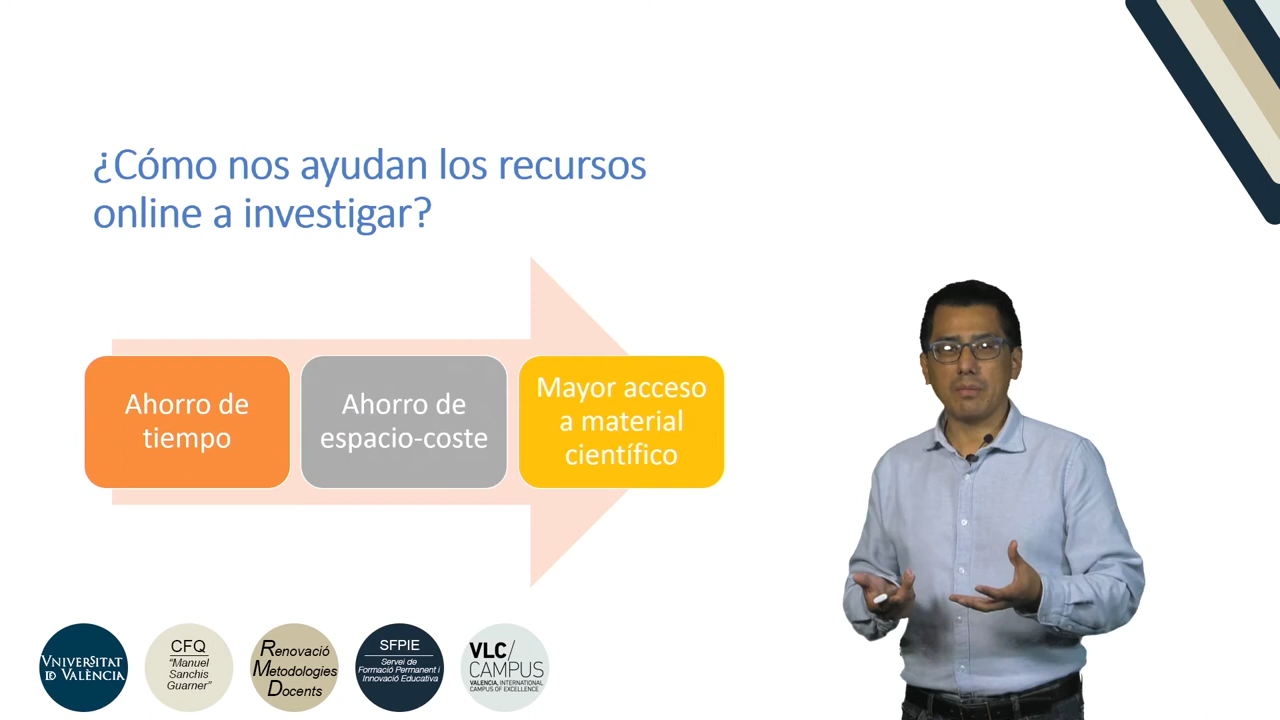 ¿Cómo nos ayudan los recursos
online a investigar?
Ahorro de
tiempo
Ahorro de
espacio-coste
Mayor acceso
a material
científico
VNIVERSITAT
ID VALÈNCIA
CFQ
“Manuel
Sanchis
Guarner”
Renovació
Metodologies
Docents
SFPIE
Servei de
Formació Permanent i
Innovació Educativa
VLC/
CAMPUS
VALENCIA, INTERNATIONAL
CAMPUS OF EXCELLENCE